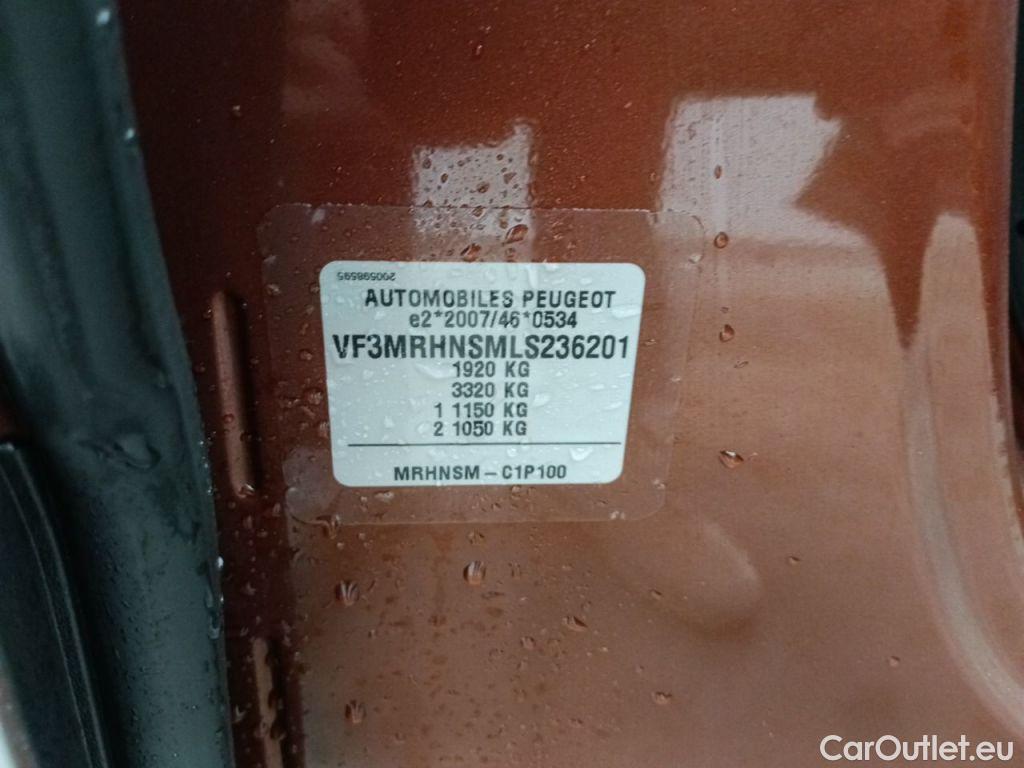 200598595
AUTOMOBILES PEUGEOT
e2*2007/46*0534
VF3MRHNSMLS236201
1920 KG
3320 KG
1 1150 KG
2 1050 KG
MRHNSM - C1P100
CarOutlet.eu